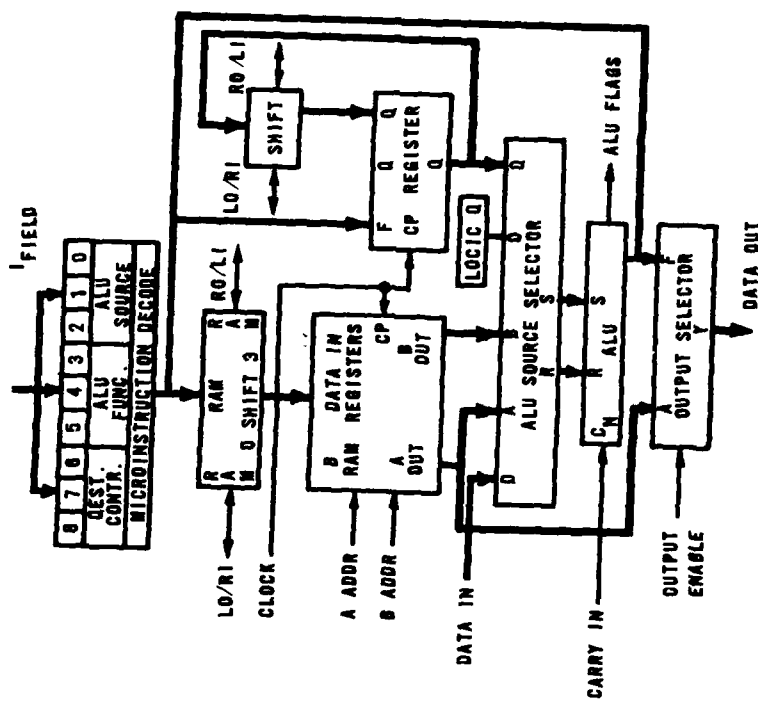 I FIELD
8 7 6 5 4 3 2 1 0
QEST. CONTR.
ALU FUNC.
ALU SOURCE
MICROINSTRUCTION DECODE
LO/RI
RAM
RAM
O SHIFT 3
RAM
RO/LI
LO/RI
SHIFT
RO/LI
CLOCK
A ADDR
B ADDR
B
DATA IN
RAM REGISTERS
CP
A OUT
B OUT
F
Q
Q
CP REGISTER
Q
LOGIC Q
DATA IN
D
A
B
O
Q
ALU SOURCE SELECTOR
R
S
CARRY IN
CN
R
S
ALU
ALU FLAGS
OUTPUT ENABLE
A
F
OUTPUT SELECTOR
Y
DATA OUT